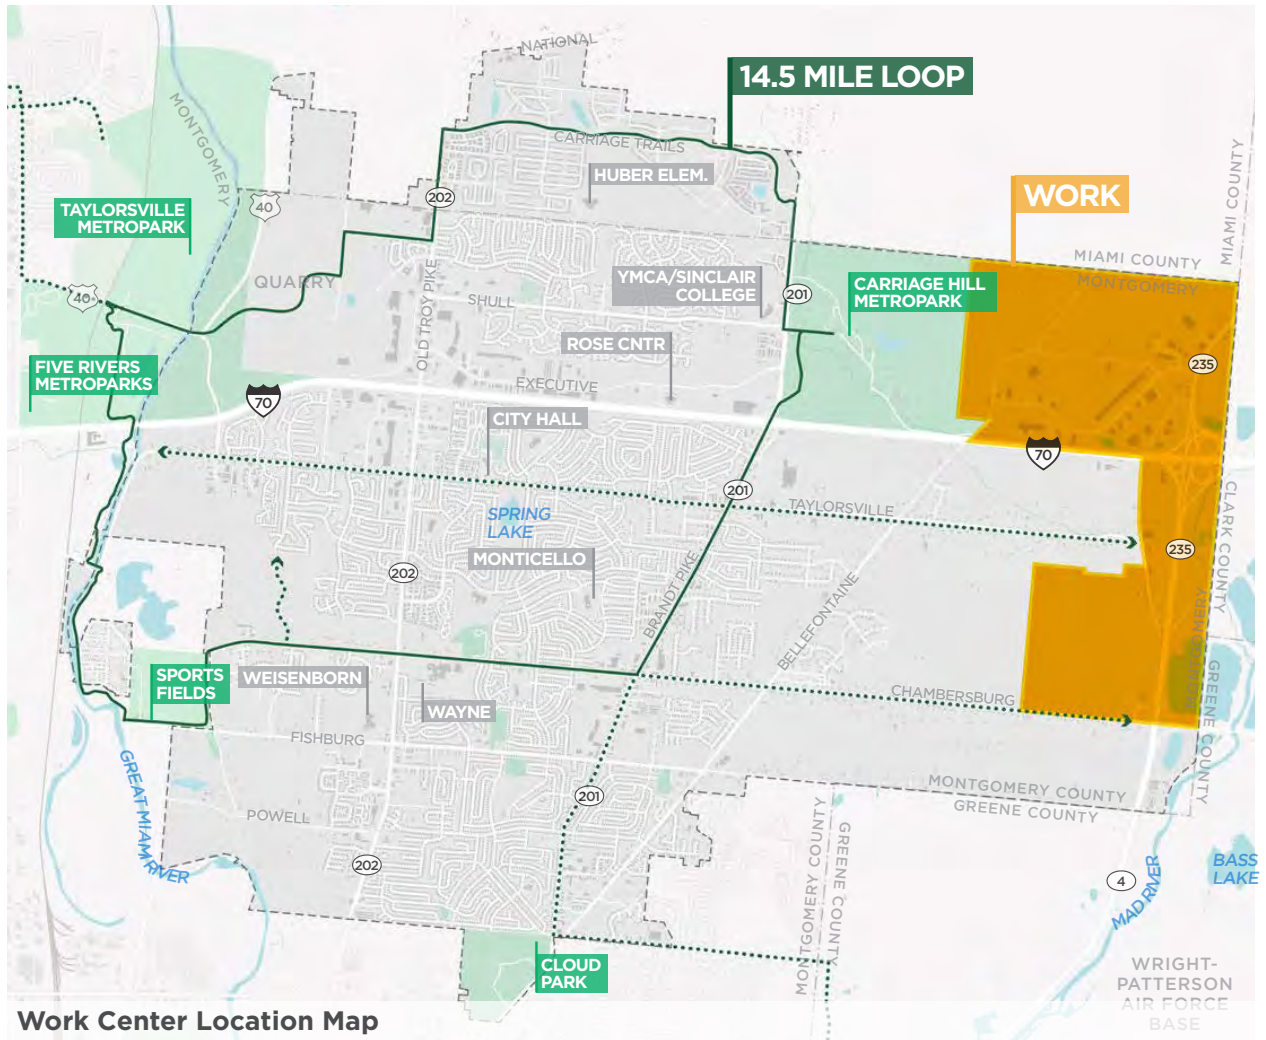 NATIONAL
14.5 MILE LOOP
MONTGOMERY
CARRIAGE TRAILS
HUBER ELEM.
MIAMI COUNTY
202
WORK
TAYLORSVILLE
METROPARK
40
MIAMI COUNTY
MONTGOMERY
QUARRY
YMCA/SINCLAIR
COLLEGE
CARRIAGE HILL
METROPARK
40
201
SHULL
OLD TROY PIKE
ROSE CNTR
235
FIVE RIVERS
METROPARKS
EXECUTIVE
70
CITY HALL
70
201
TAYLORSVILLE
SPRING
LAKE
CLARK COUNTY
235
MONTICELLO
202
BRANDT PIKE
BELLEFONTAINE
MONTGOMERY
SPORTS
FIELDS
WEISENBORN
WAYNE
CHAMBERSBURG
GREENE COUNTY
FISHBURG
GREAT MIAMI RIVER
201
MONTGOMERY COUNTY
GREENE COUNTY
POWELL
202
MONTGOMERY COUNTY
GREENE COUNTY
4
MAD RIVER
BASS
LAKE
CLOUD
PARK
WRIGHT-
PATTERSON
AIR FORCE
BASE
Work Center Location Map